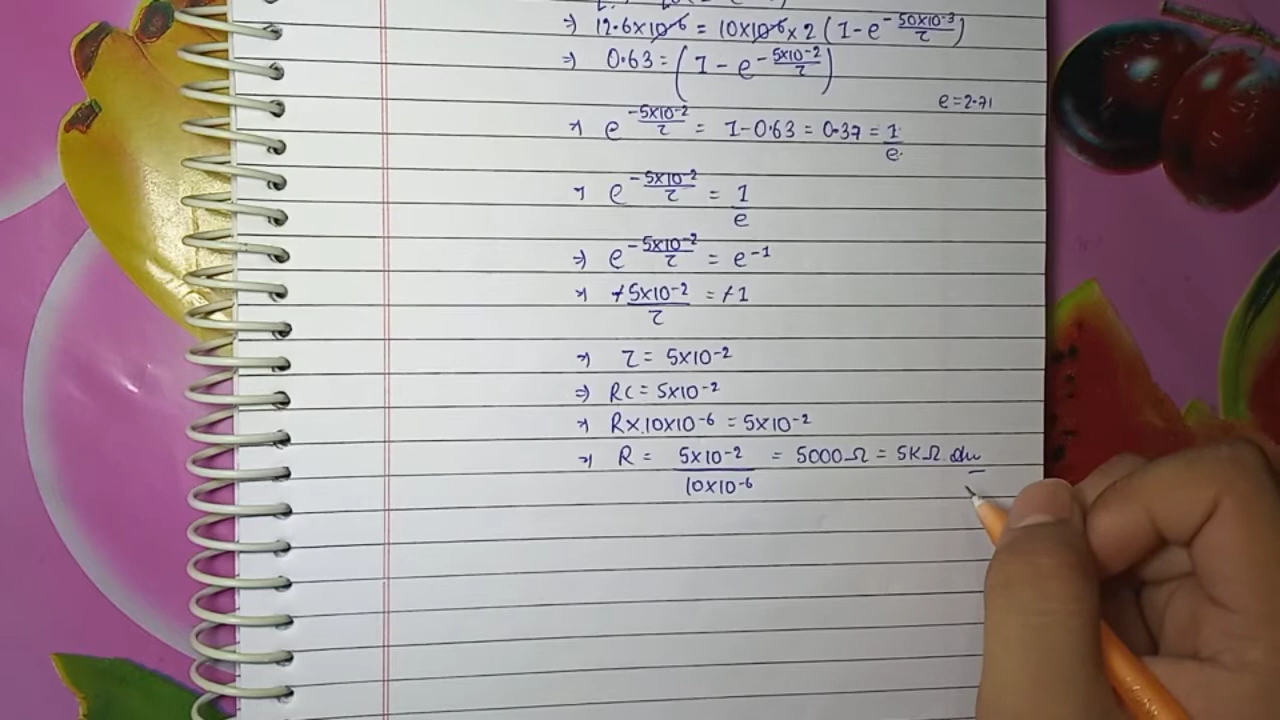 ⇒ 12.6×10⁻⁶ = 10×10⁻⁶ × 2 (1 - e^(-50×10⁻³/τ))
⇒ 0.63 = (1 - e^(-5×10⁻²/τ))
e = 2.71
⇒ e^(-5×10⁻²/τ) = 1 - 0.63 = 0.37 = 1/e
⇒ e^(-5×10⁻²/τ) = 1/e
⇒ e^(-5×10⁻²/τ) = e⁻¹
⇒ -5×10⁻²/τ = -1
⇒ τ = 5×10⁻²
⇒ RC = 5×10⁻²
⇒ R×10×10⁻⁶ = 5×10⁻²
⇒ R = 5×10⁻²/10×10⁻⁶ = 5000Ω = 5KΩ